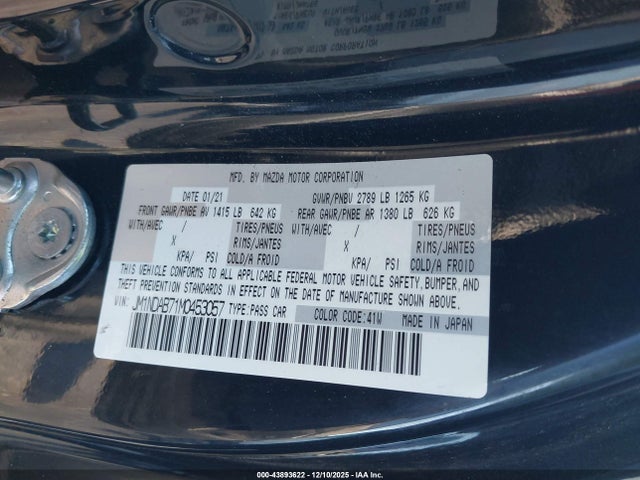 MFD. BY MAZDA MOTOR CORPORATION
DATE 01/21 GVWR/PNBV 2789 LB 1265 KG
FRONT GAWR/PNBE AV 1415 LB 642 KG REAR GAWR/PNBE AR 1380 LB 626 KG
WITH/AVEC / TIRES/PNEUS WITH/AVEC / TIRES/PNEUS
X RIMS/JANTES X RIMS/JANTES
KPA/ PSI COLD/A FROID KPA/ PSI COLD/A FROID
THIS VEHICLE CONFORMS TO ALL APPLICABLE FEDERAL MOTOR VEHICLE SAFETY, BUMPER, AND
THEFT PREVENTION STANDARDS IN EFFECT ON THE DATE OF MANUFACTURE SHOWN ABOVE.
VIN: JM1NDAB71M0453057 TYPE:PASS CAR COLOR CODE:41W MADE IN JAPAN
000-43893622 12/10/2025 IAAI.COM